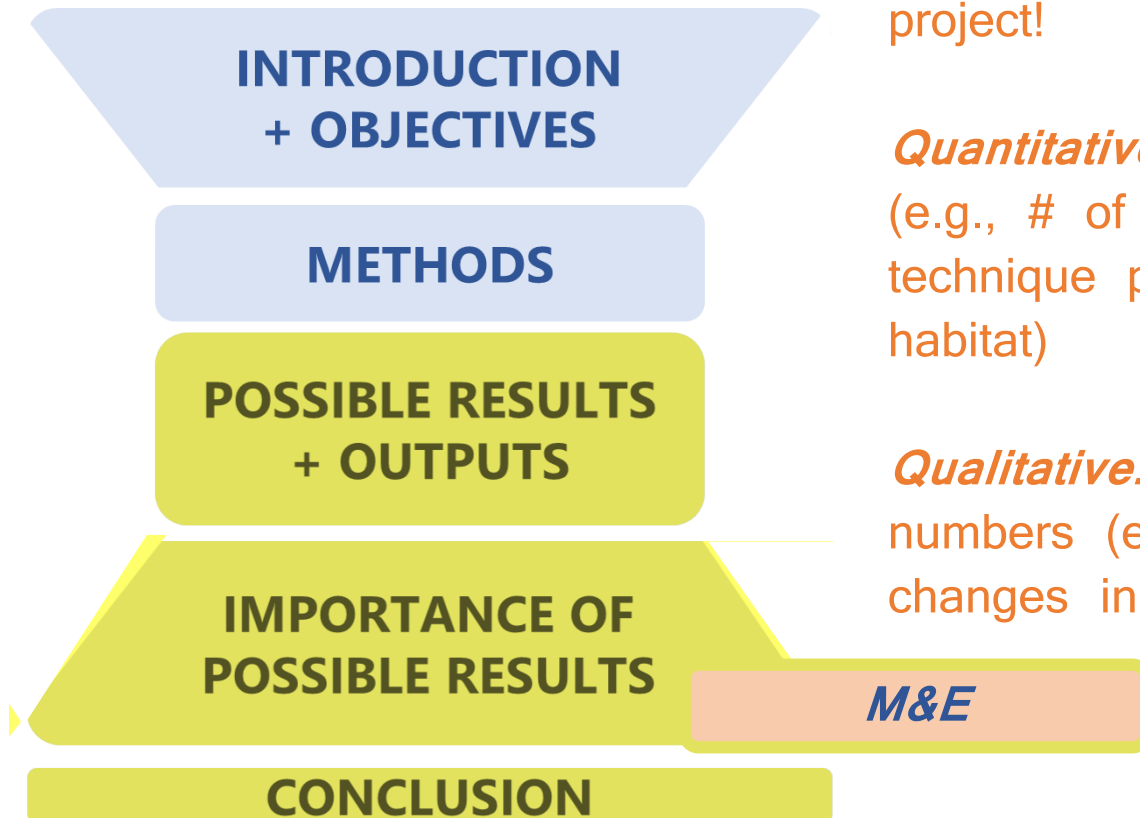 INTRODUCTION
+ OBJECTIVES
METHODS
POSSIBLE RESULTS
+ OUTPUTS
IMPORTANCE OF
POSSIBLE RESULTS
CONCLUSION
project!
Quantitative
(e.g., # of
technique
habitat)
Qualitative:
numbers
changes in
M&E